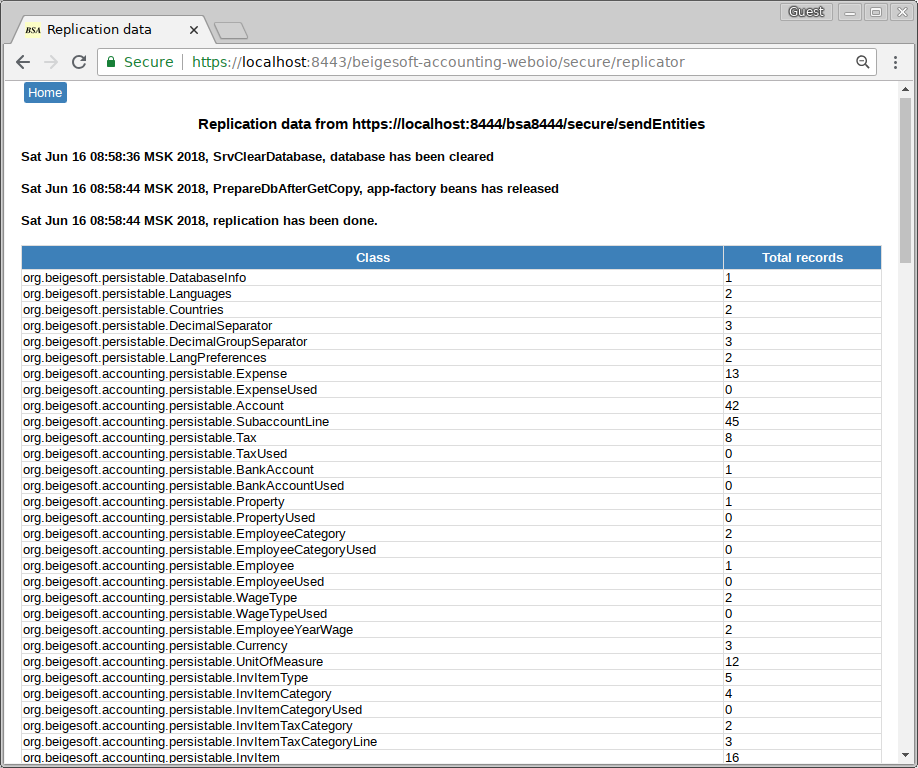 Guest
BSA Replication data
Secure https://localhost:8443/beigesoft-accounting-weboio/secure/replicator
Home
Replication data from https://localhost:8444/bsa8444/secure/sendEntities
Sat Jun 16 08:58:36 MSK 2018, SrvClearDatabase, database has been cleared
Sat Jun 16 08:58:44 MSK 2018, PrepareDbAfterGetCopy, app-factory beans has released
Sat Jun 16 08:58:44 MSK 2018, replication has been done.
Class Total records
org.beigesoft.persistable.DatabaseInfo 1
org.beigesoft.persistable.Languages 2
org.beigesoft.persistable.Countries 2
org.beigesoft.persistable.DecimalSeparator 3
org.beigesoft.persistable.DecimalGroupSeparator 3
org.beigesoft.persistable.LangPreferences 2
org.beigesoft.accounting.persistable.Expense 13
org.beigesoft.accounting.persistable.ExpenseUsed 0
org.beigesoft.accounting.persistable.Account 42
org.beigesoft.accounting.persistable.SubaccountLine 45
org.beigesoft.accounting.persistable.Tax 8
org.beigesoft.accounting.persistable.TaxUsed 0
org.beigesoft.accounting.persistable.BankAccount 1
org.beigesoft.accounting.persistable.BankAccountUsed 0
org.beigesoft.accounting.persistable.Property 1
org.beigesoft.accounting.persistable.PropertyUsed 0
org.beigesoft.accounting.persistable.EmployeeCategory 2
org.beigesoft.accounting.persistable.EmployeeCategoryUsed 0
org.beigesoft.accounting.persistable.Employee 1
org.beigesoft.accounting.persistable.EmployeeUsed 0
org.beigesoft.accounting.persistable.WageType 2
org.beigesoft.accounting.persistable.WageTypeUsed 0
org.beigesoft.accounting.persistable.EmployeeYearWage 2
org.beigesoft.accounting.persistable.Currency 3
org.beigesoft.accounting.persistable.UnitOfMeasure 12
org.beigesoft.accounting.persistable.InvItemType 5
org.beigesoft.accounting.persistable.InvItemCategory 4
org.beigesoft.accounting.persistable.InvItemCategoryUsed 0
org.beigesoft.accounting.persistable.InvItemTaxCategory 2
org.beigesoft.accounting.persistable.InvItemTaxCategoryLine 3
org.beigesoft.accounting.persistable.InvItem 16